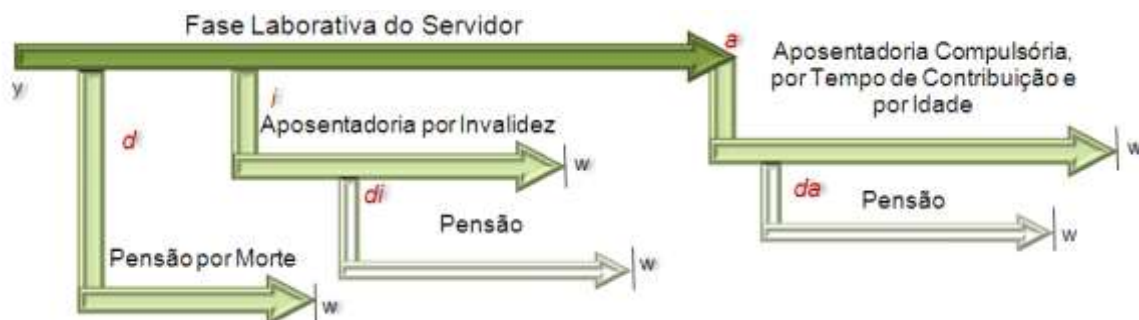 Fase Laborativa do Servidor
a
Aposentadoria Compulsória,
por Tempo de Contribuição e
por Idade
y
i
Aposentadoria por Invalidez
d
w
w
di
da
Pensão
Pensão
w
w
Pensão por Morte
w